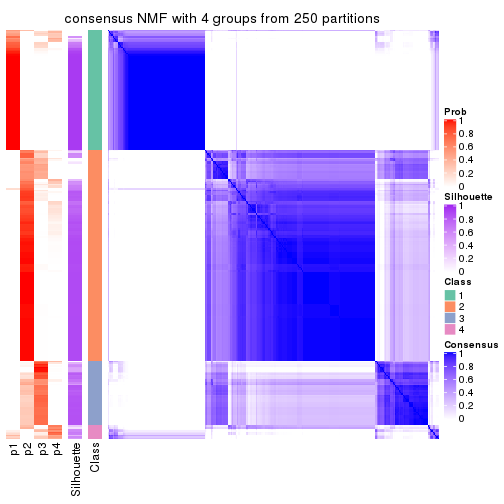 consensus NMF with 4 groups from 250 partitions
Prob
1
0.8
0.6
0.4
0.2
0
Silhouette
1
0.8
0.6
0.4
0.2
0
Class
1
2
3
4
Consensus
1
0.8
0.6
0.4
0.2
0
p1
p2
p3
p4
Silhouette
Class